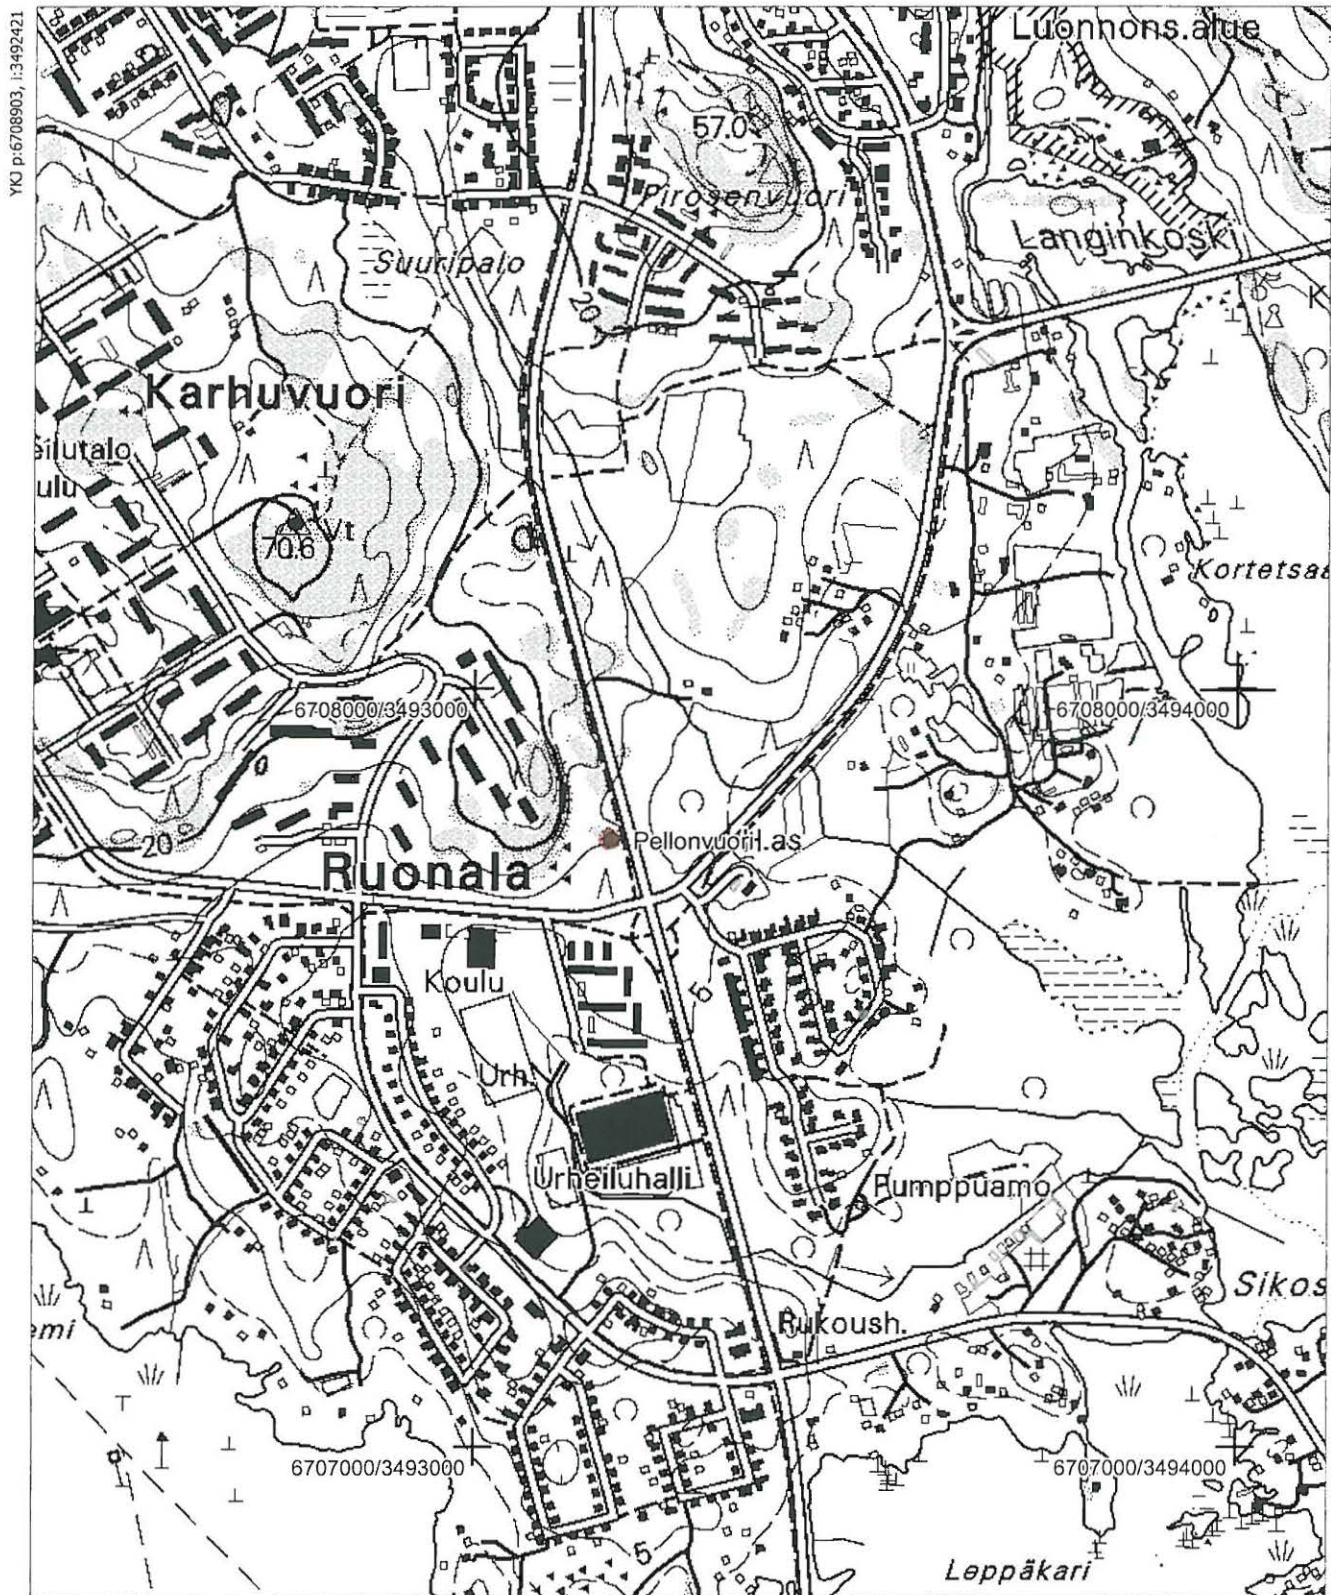 YKJ p:6708903, i:3492421
Luonnons.alue
57.0
Pirosenvuori
Langinkoski
K
Suuripalo
20
Karhuvuori
eilutalo
ulu
Vt
70.6
Kortetsaa
6708000/3493000
6708000/3494000
20
Pellonvuori1.as
Ruonala
Koulu
5
Urh.
Urheiluhalli
Pumppuamo
Sikos
emi
Rukoush.
6707000/3493000
6707000/3494000
5
Leppäkari